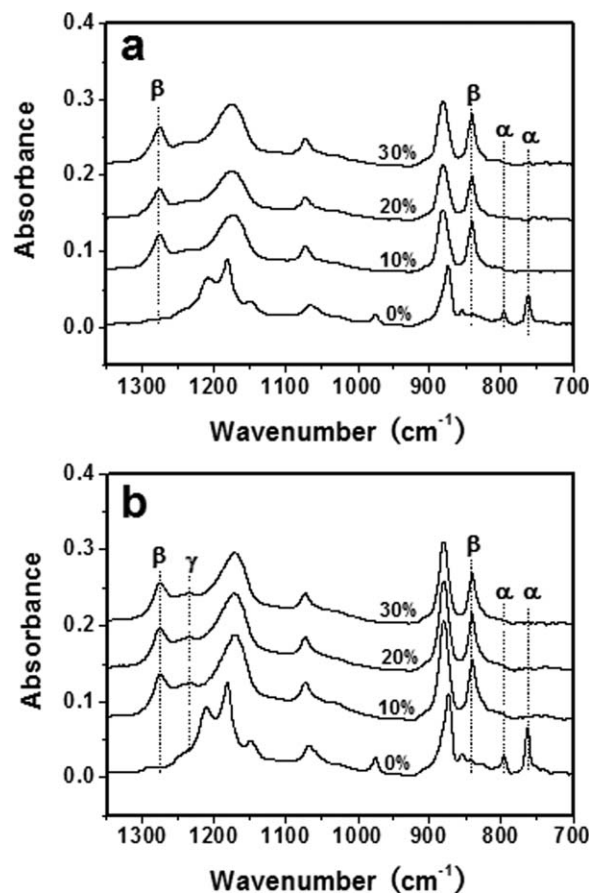 a
0.4
0.3
0.2
0.1
0.0
Absorbance
β
β
α
α
30%
20%
10%
0%
1300 1200 1100 1000 900 800 700
Wavenumber (cm⁻¹)
b
0.4
0.3
0.2
0.1
0.0
Absorbance
β
γ
β
α
α
30%
20%
10%
0%
1300 1200 1100 1000 900 800 700
Wavenumber (cm⁻¹)